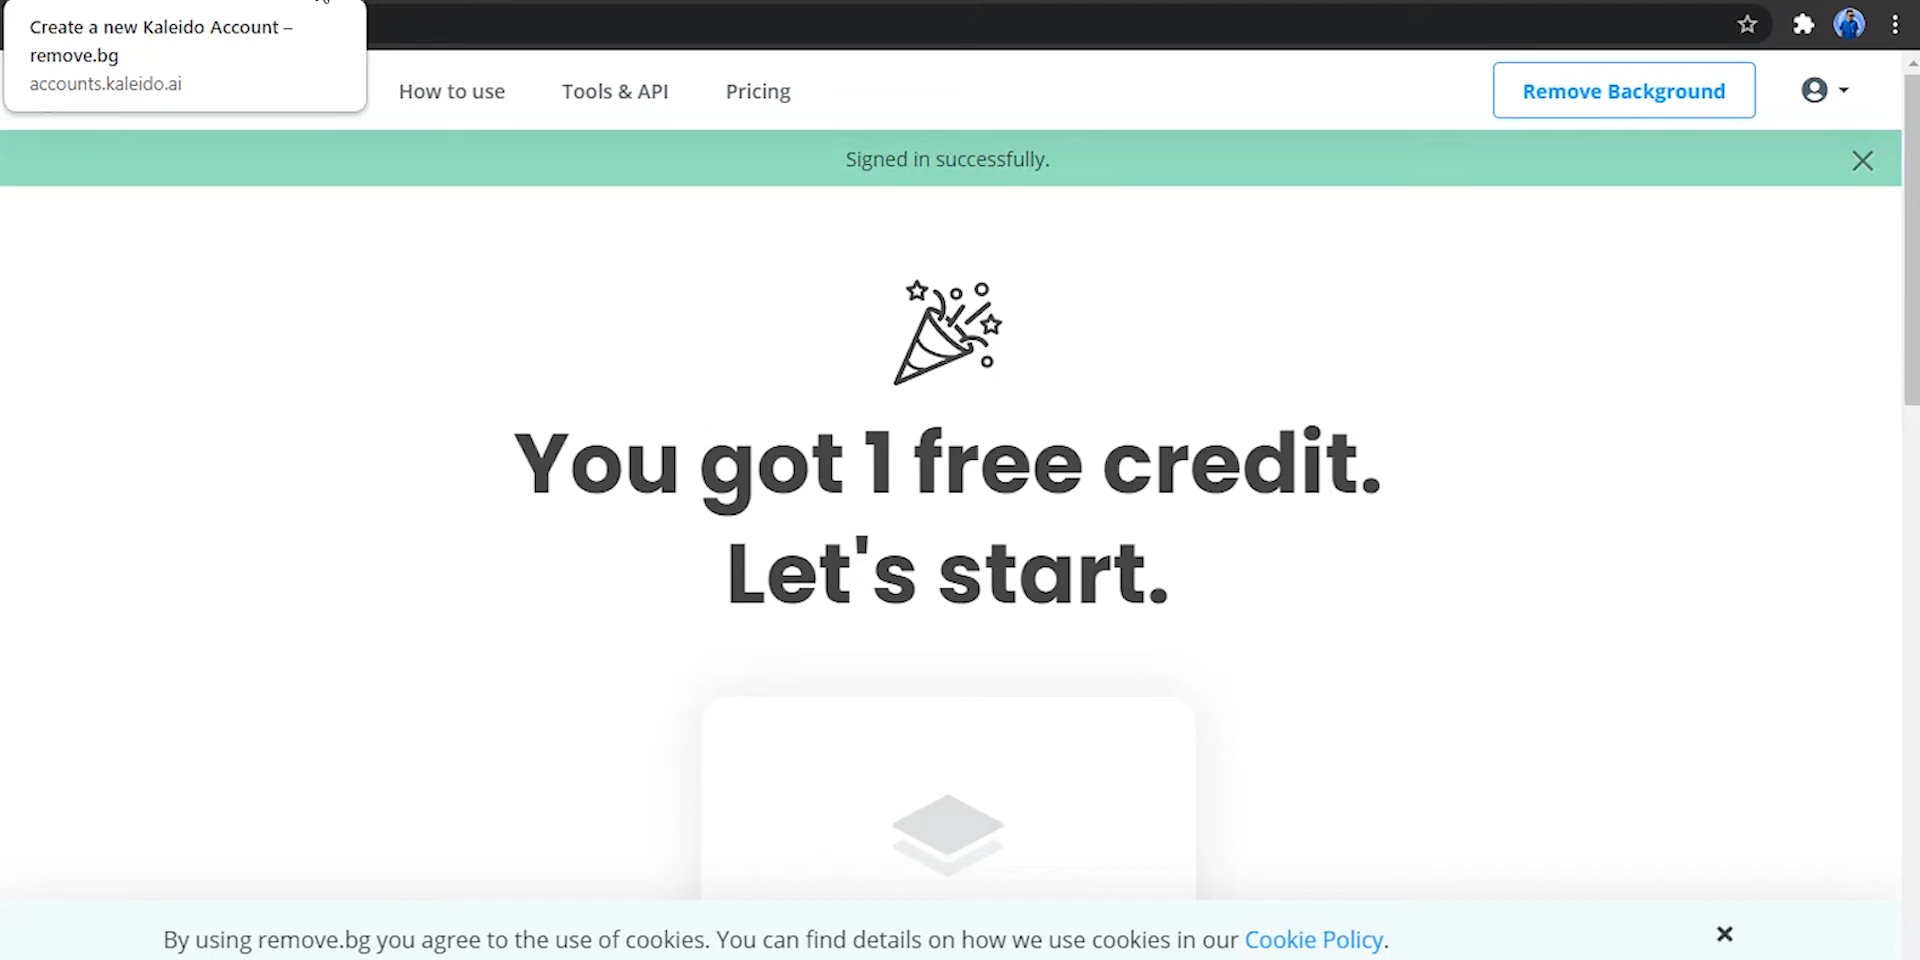 Create a new Kaleido Account –
remove.bg
accounts.kaleido.ai
How to use
Tools & API
Pricing
Remove Background
Signed in successfully.
You got 1 free credit.
Let's start.
By using remove.bg you agree to the use of cookies. You can find details on how we use cookies in our Cookie Policy.